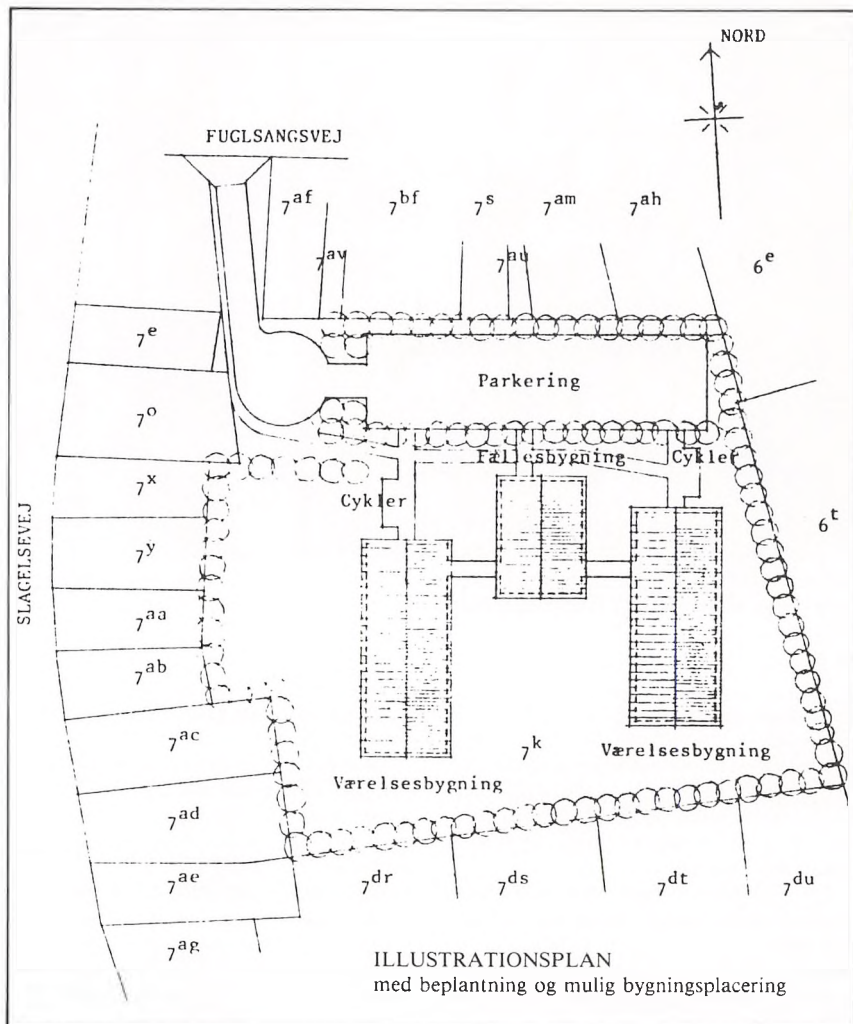 NORD
FUGLSANGSVEJ
7af
7bf
7s
7am
7ah
7av
7au
6e
7e
Parkering
7o
Fællesbygning
Cykler
7x
Cykler
7y
6t
SLAGELSEVEJ
7aa
7ab
7ac
7k
Værelsesbygning
Værelsesbygning
7ad
7ae
7dr
7ds
7dt
7du
7ag
ILLUSTRATIONSPLAN
med beplantning og mulig bygningsplacering